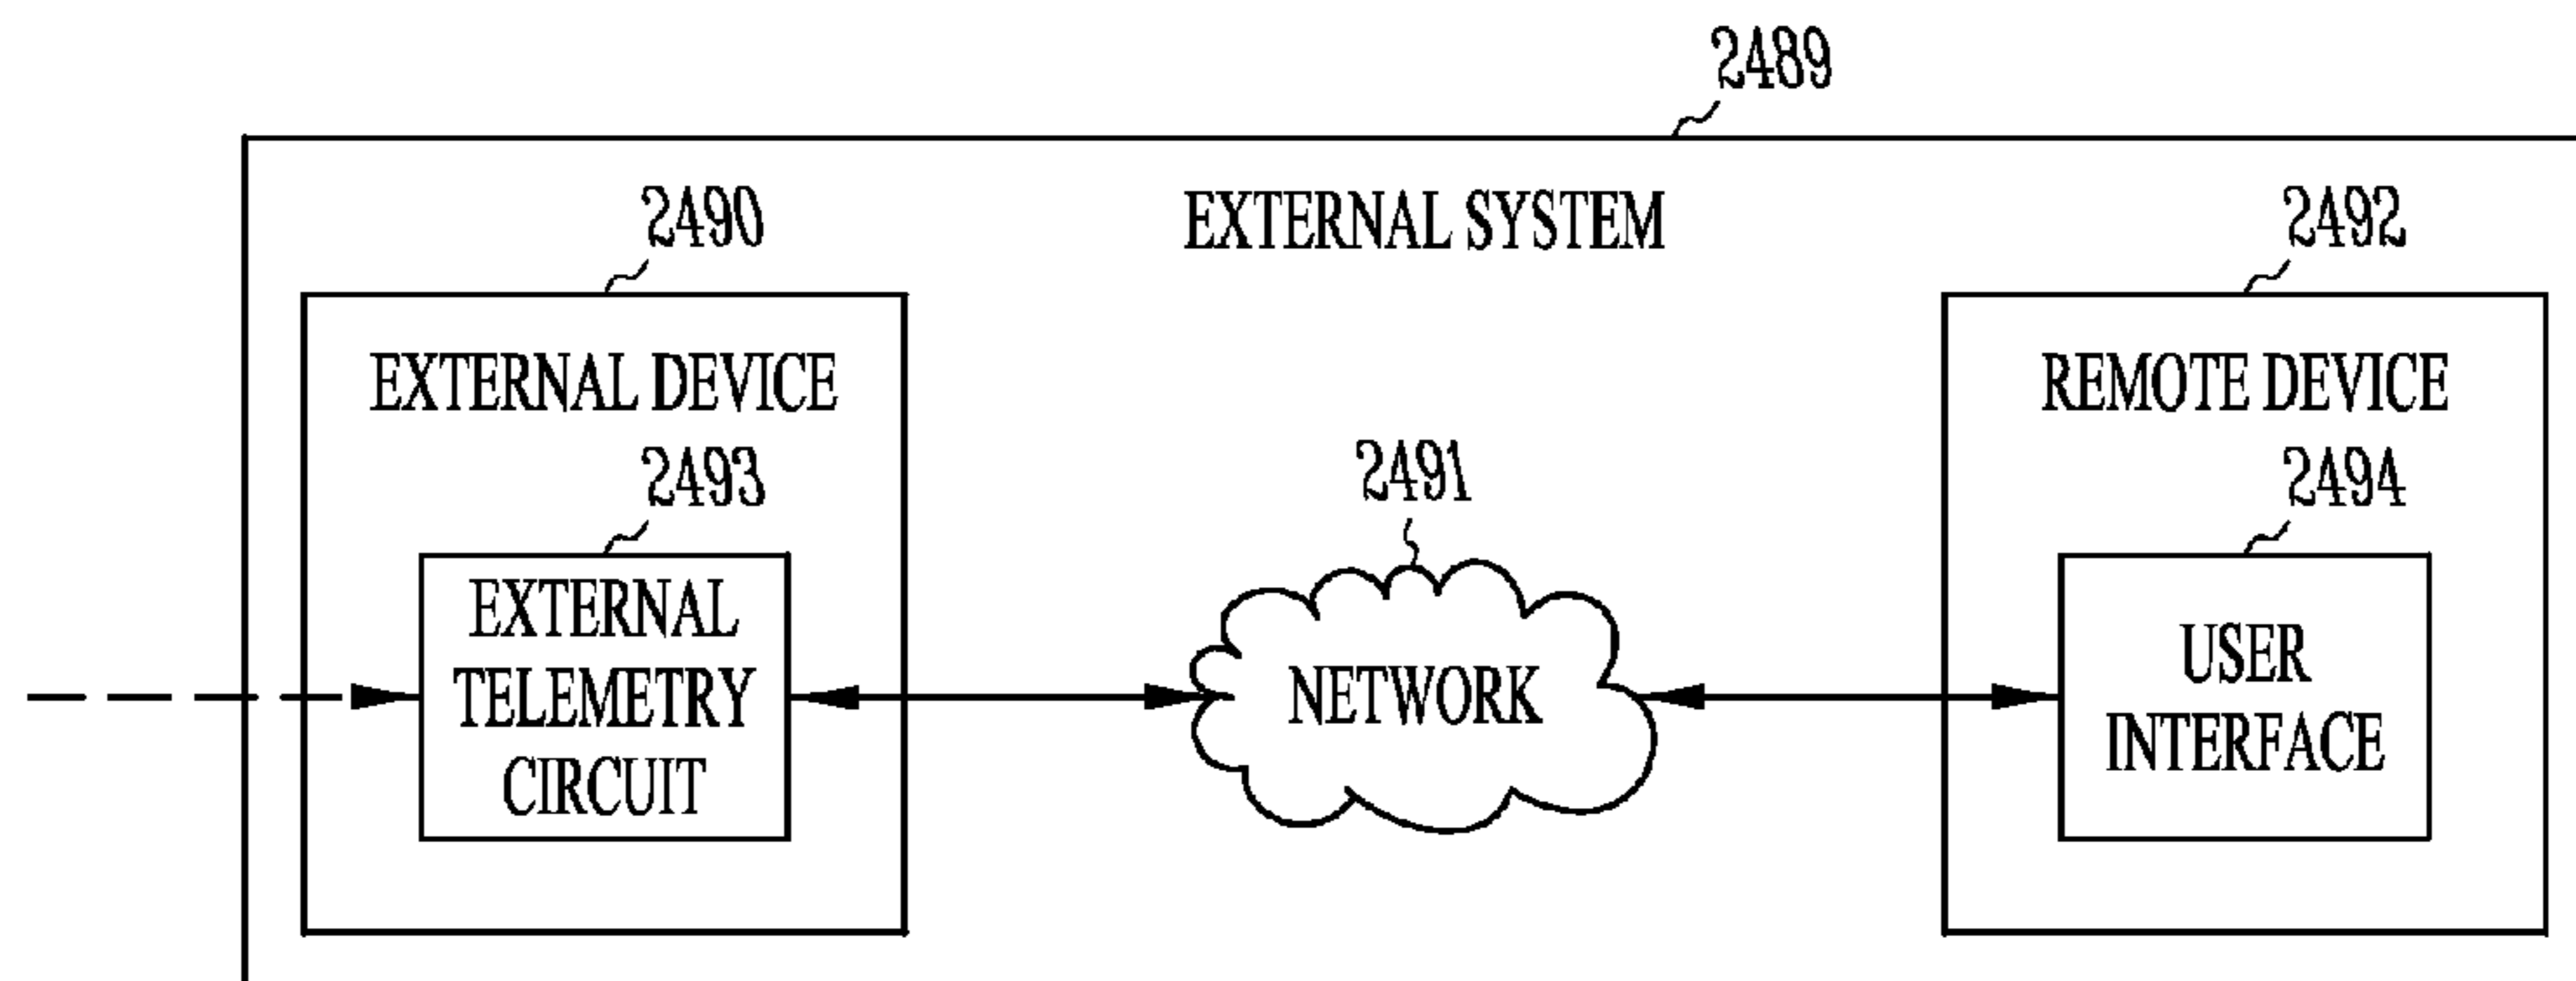 2489
EXTERNAL SYSTEM
2490
EXTERNAL DEVICE
2493
EXTERNAL
TELEMETRY
CIRCUIT
2491
NETWORK
2492
REMOTE DEVICE
2494
USER
INTERFACE